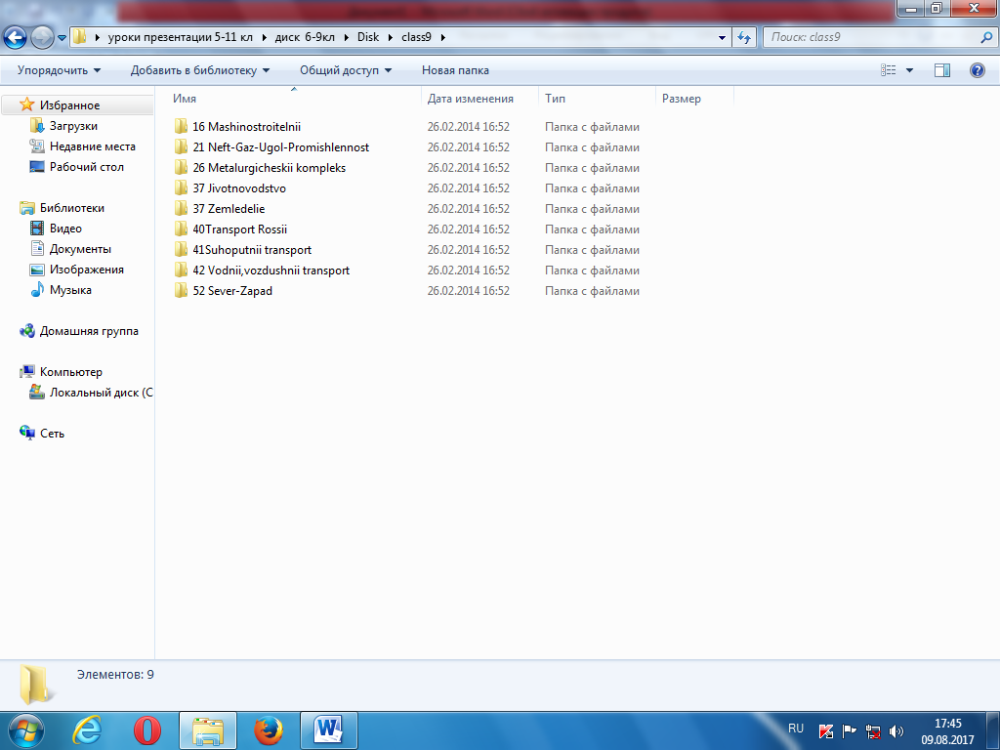 уроки презентации 5-11 кл ▸ диск 6-9кл ▸ Disk ▸ class9 ▸
Поиск: class9
Упорядочить Добавить в библиотеку Общий доступ Новая папка
Имя Дата изменения Тип Размер
Избранное
Загрузки
Недавние места
Рабочий стол
Библиотеки
Видео
Документы
Изображения
Музыка
Домашняя группа
Компьютер
Локальный диск (C
Сеть
16 Mashinostroitelnii 26.02.2014 16:52 Папка с файлами
21 Neft-Gaz-Ugol-Promishlennost 26.02.2014 16:52 Папка с файлами
26 Metalurgicheskii kompleks 26.02.2014 16:52 Папка с файлами
37 Jivotnovodstvo 26.02.2014 16:52 Папка с файлами
37 Zemledelie 26.02.2014 16:52 Папка с файлами
40Transport Rossii 26.02.2014 16:52 Папка с файлами
41Suhoputnii transport 26.02.2014 16:52 Папка с файлами
42 Vodnii,vozdushnii transport 26.02.2014 16:52 Папка с файлами
52 Sever-Zapad 26.02.2014 16:52 Папка с файлами
Элементов: 9
RU
17:45
09.08.2017